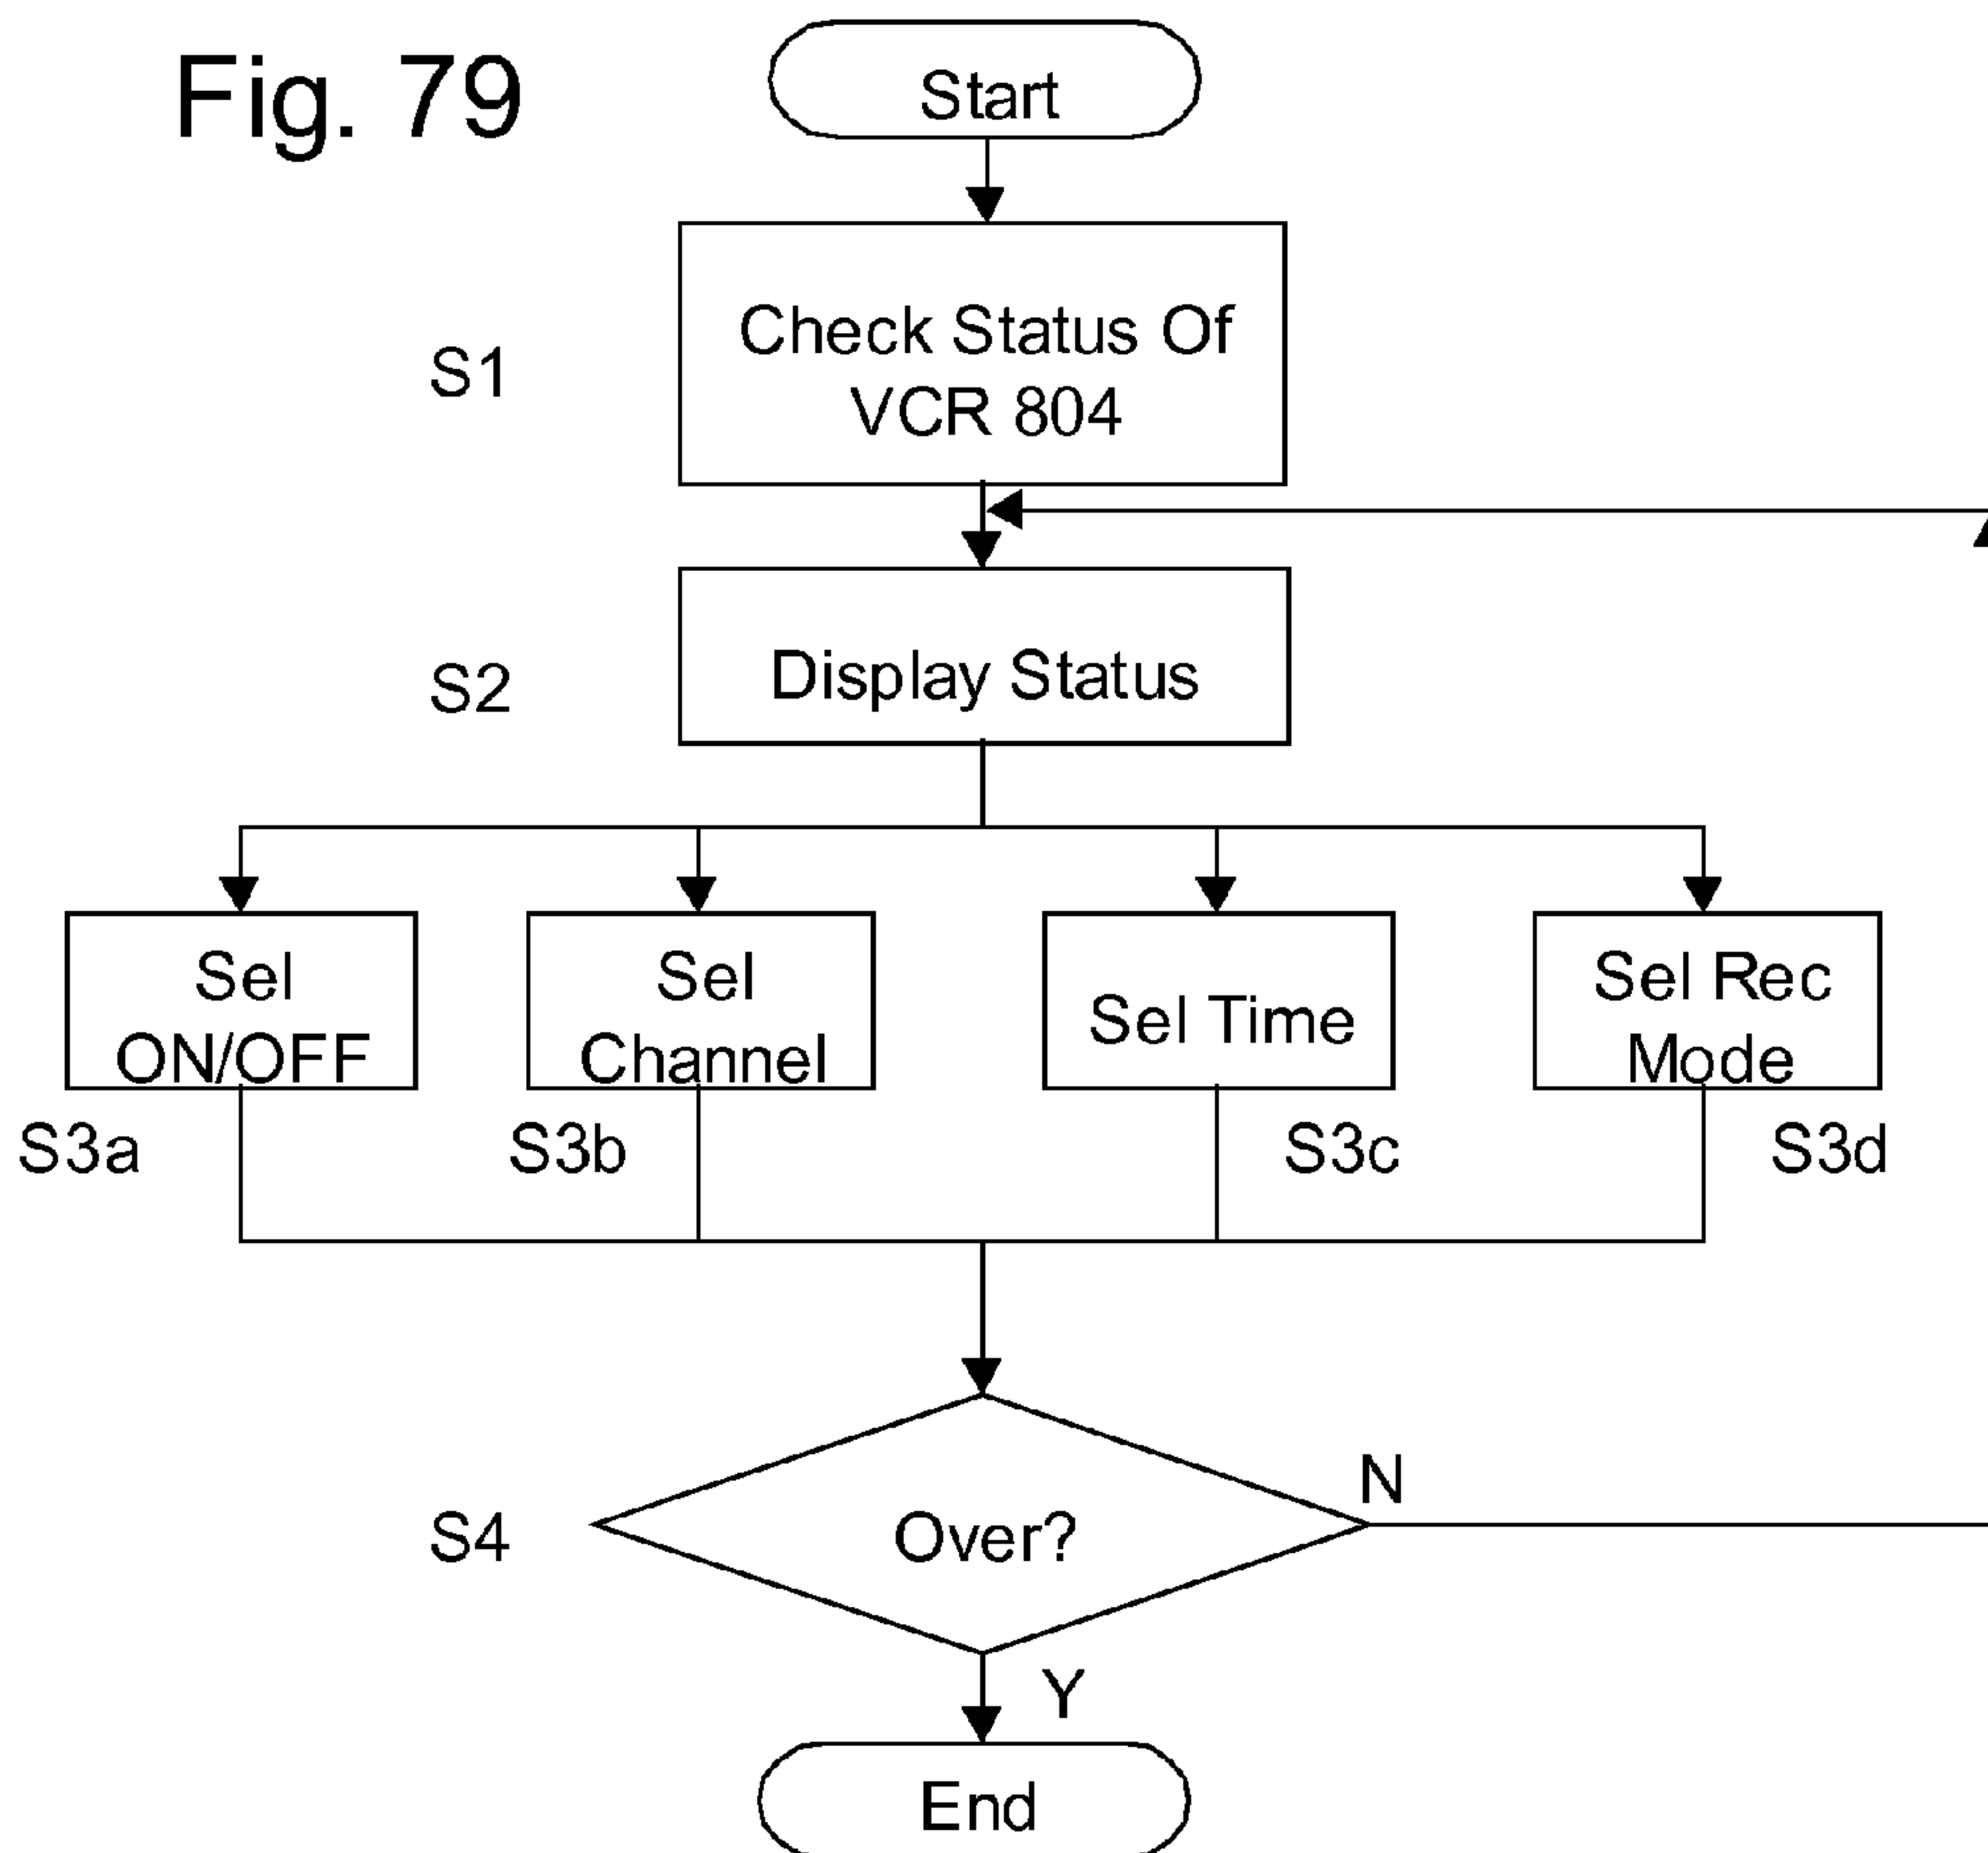 Fig. 79
Start
S1
Check Status Of
VCR 804
S2
Display Status
Sel
ON/OFF
Sel
Channel
Sel Time
Sel Rec
Mode
S3a
S3b
S3c
S3d
S4
Over?
N
Y
End